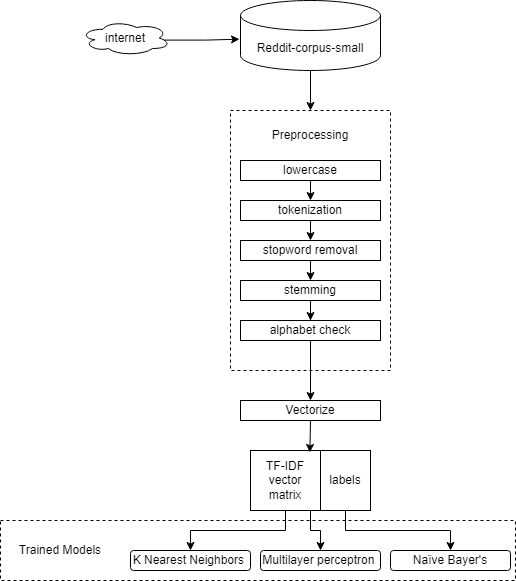 internet
Reddit-corpus-small
Preprocessing
lowercase
tokenization
stopword removal
stemming
alphabet check
Vectorize
TF-IDF
vector
matrix
labels
Trained Models
K Nearest Neighbors
Multilayer perceptron
Naïve Bayer's